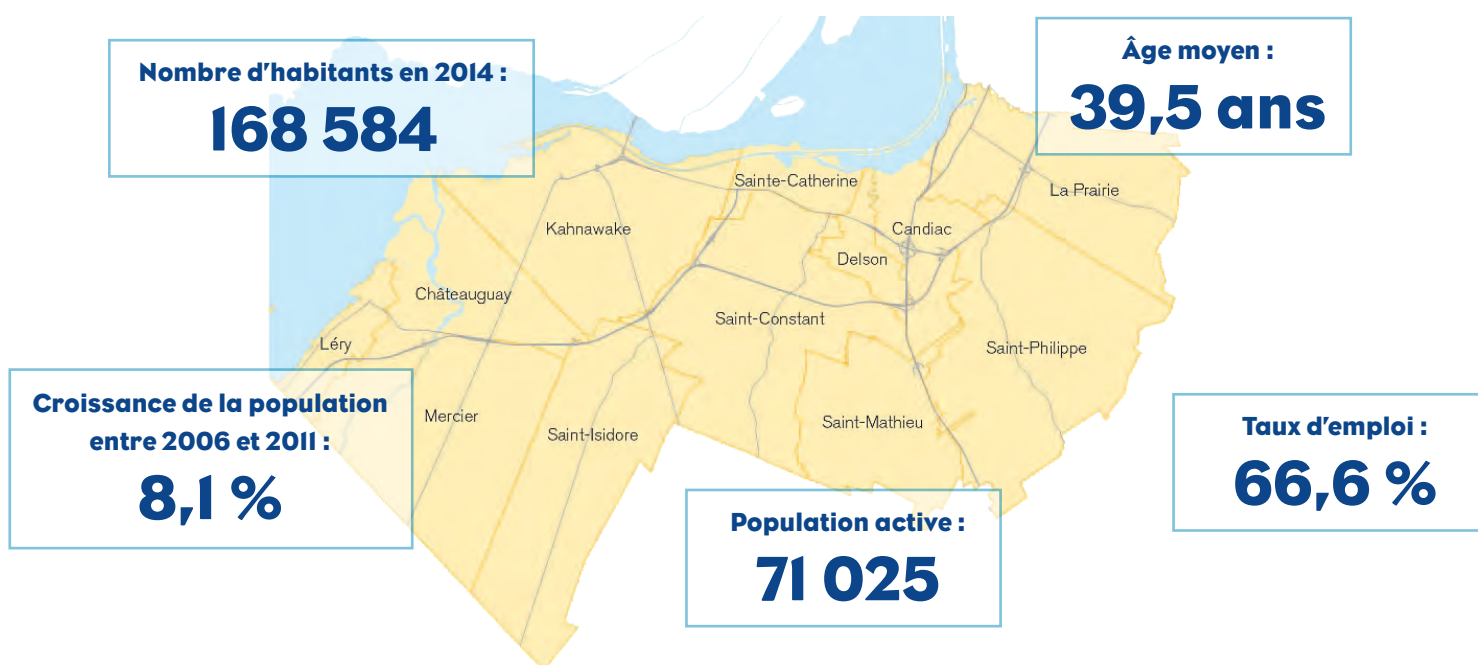 Nombre d'habitants en 2014 :
168 584
Âge moyen :
39,5 ans
Sainte-Catherine
La Prairie
Kahnawake
Candiac
Delson
Châteauguay
Saint-Constant
Léry
Saint-Philippe
Mercier
Saint-Isidore
Saint-Mathieu
Croissance de la population
entre 2006 et 2011 :
8,1 %
Taux d'emploi :
66,6 %
Population active :
71 025